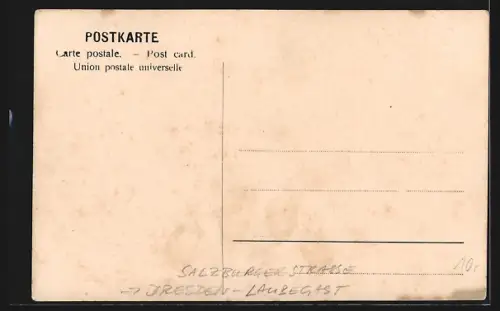 POSTKARTE
Carte postale. – Post card.
Union postale universelle
SALZBURGER STRASSE
→ DRESDEN – LAUBEGAST